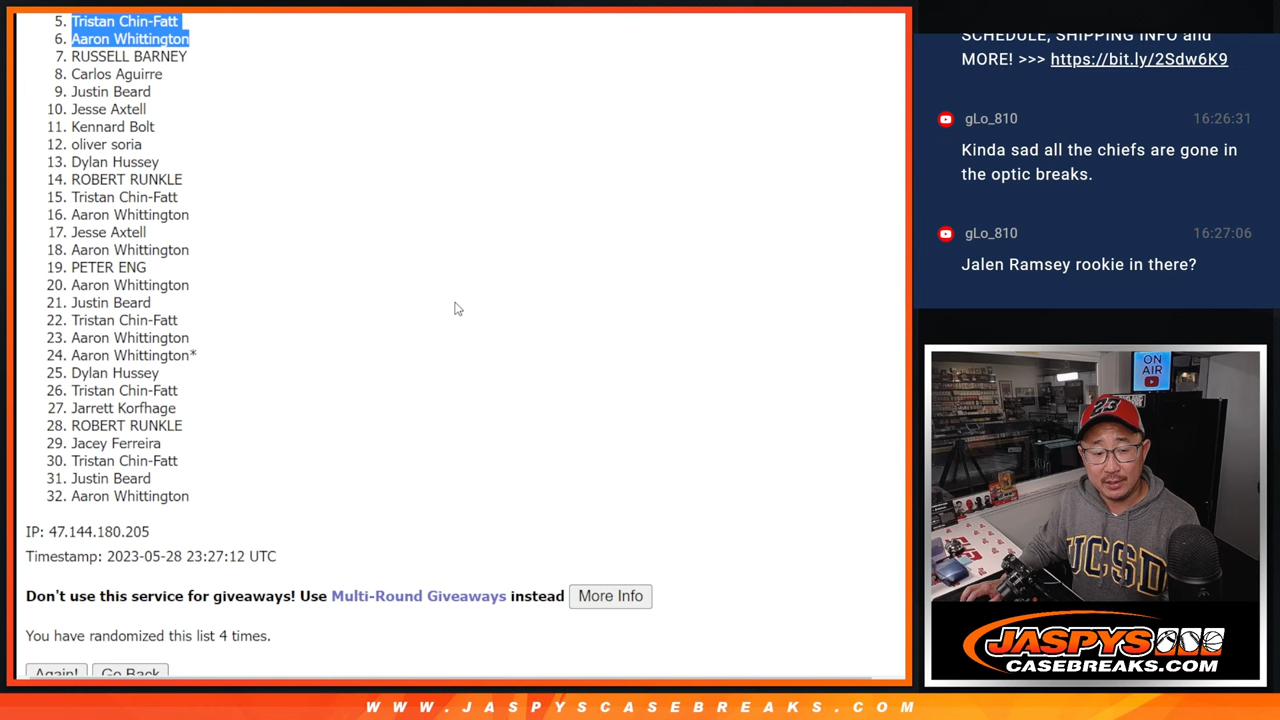 5. Tristan Chin-Fatt
6. Aaron Whittington
7. RUSSELL BARNEY
8. Carlos Aguirre
9. Justin Beard
10. Jesse Axtell
11. Kennard Bolt
12. oliver soria
13. Dylan Hussey
14. ROBERT RUNKLE
15. Tristan Chin-Fatt
16. Aaron Whittington
17. Jesse Axtell
18. Aaron Whittington
19. PETER ENG
20. Aaron Whittington
21. Justin Beard
22. Tristan Chin-Fatt
23. Aaron Whittington
24. Aaron Whittington*
25. Dylan Hussey
26. Tristan Chin-Fatt
27. Jarrett Korfhage
28. ROBERT RUNKLE
29. Jacey Ferreira
30. Tristan Chin-Fatt
31. Justin Beard
32. Aaron Whittington
IP: 47.144.180.205
Timestamp: 2023-05-28 23:27:12 UTC
Don't use this service for giveaways! Use Multi-Round Giveaways instead More Info
You have randomized this list 4 times.
Again! Go Back
SCHEDULE, SHIPPING INFO and
MORE! >>> https://bit.ly/2Sdw6K9
gLo_810 16:26:31
Kinda sad all the chiefs are gone in
the optic breaks.
gLo_810 16:27:06
Jalen Ramsey rookie in there?
ON
AIR
23
UCSD
JASPYS
CASEBREAKS.COM
WWW.JASPYSCASEBREAKS.COM